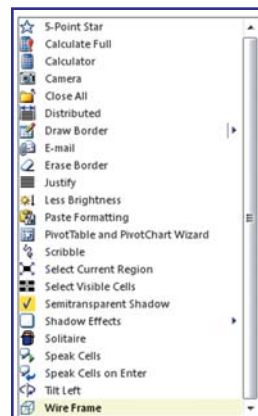 5-Point Star
Calculate Full
Calculator
Camera
Close All
Distributed
Draw Border
E-mail
Erase Border
Justify
Less Brightness
Paste Formatting
PivotTable and PivotChart Wizard
Scribble
Select Current Region
Select Visible Cells
Semitransparent Shadow
Shadow Effects
Solitaire
Speak Cells
Speak Cells on Enter
Tilt Left
Wire Frame